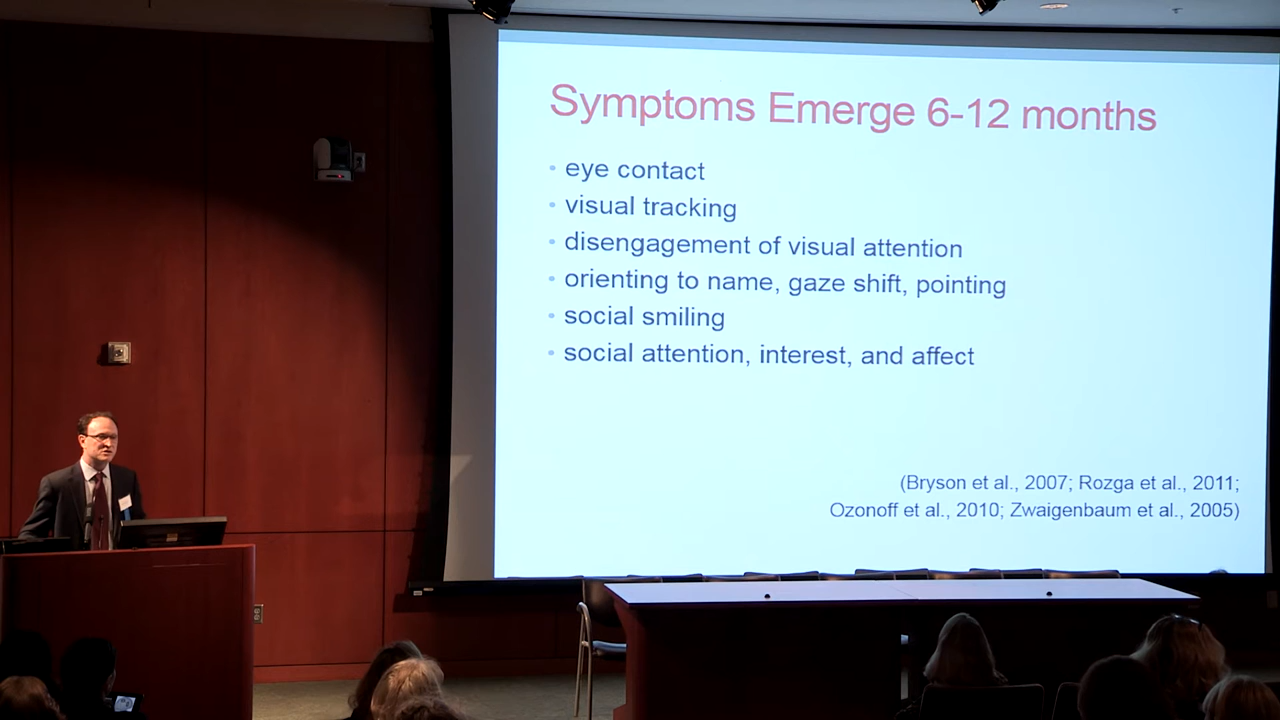 Symptoms Emerge 6-12 months
• eye contact
• visual tracking
• disengagement of visual attention
• orienting to name, gaze shift, pointing
• social smiling
• social attention, interest, and affect
(Bryson et al., 2007; Rozga et al., 2011;
Ozonoff et al., 2010; Zwaigenbaum et al., 2005)